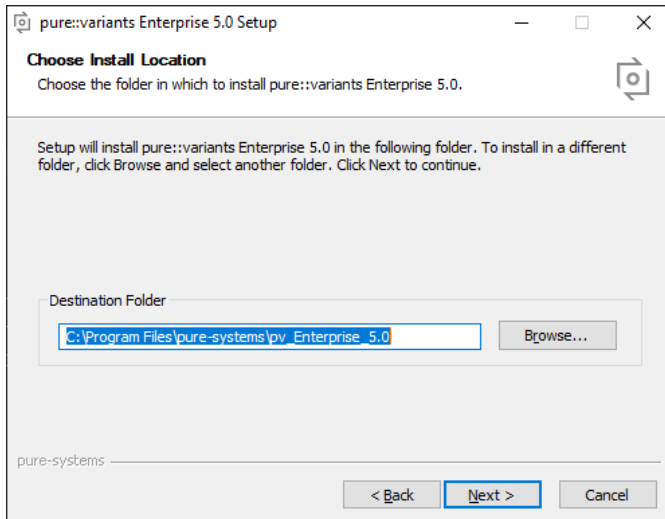 pure::variants Enterprise 5.0 Setup
Choose Install Location
Choose the folder in which to install pure::variants Enterprise 5.0.
Setup will install pure::variants Enterprise 5.0 in the following folder. To install in a different
folder, click Browse and select another folder. Click Next to continue.
Destination Folder
C:\Program Files\pure-systems\pv_Enterprise_5.0
Browse...
pure-systems
< Back
Next >
Cancel